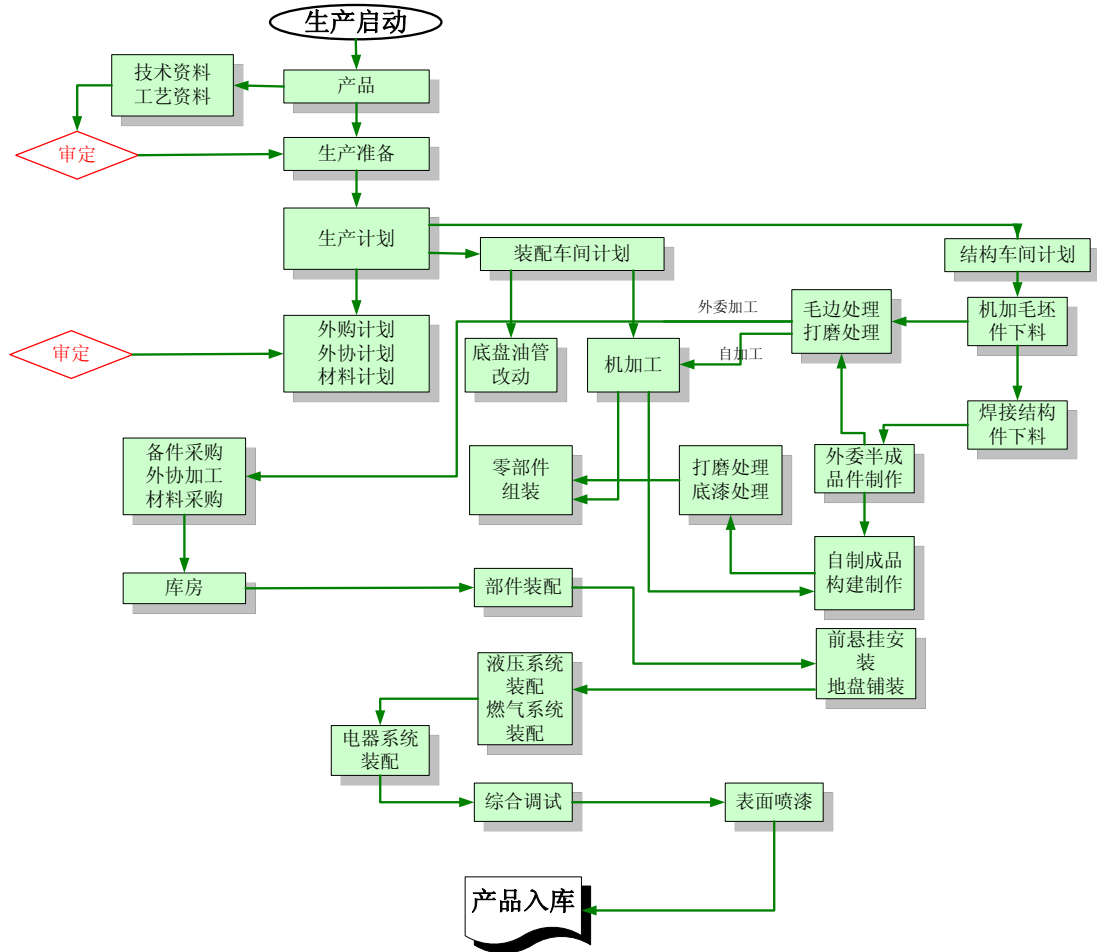 生产启动
技术资料
工艺资料
产品
审定
生产准备
生产计划
装配车间计划
结构车间计划
外购计划
外协计划
材料计划
审定
底盘油管
改动
机加工
外委加工
自加工
毛边处理
打磨处理
机加毛坯
件下料
焊接结构
件下料
备件采购
外协加工
材料采购
零部件
组装
打磨处理
底漆处理
外委半成
品件制作
自制成品
构建制作
库房
部件装配
前悬挂安
装
地盘铺装
液压系统
装配
燃气系统
装配
电器系统
装配
综合调试
表面喷漆
产品入库